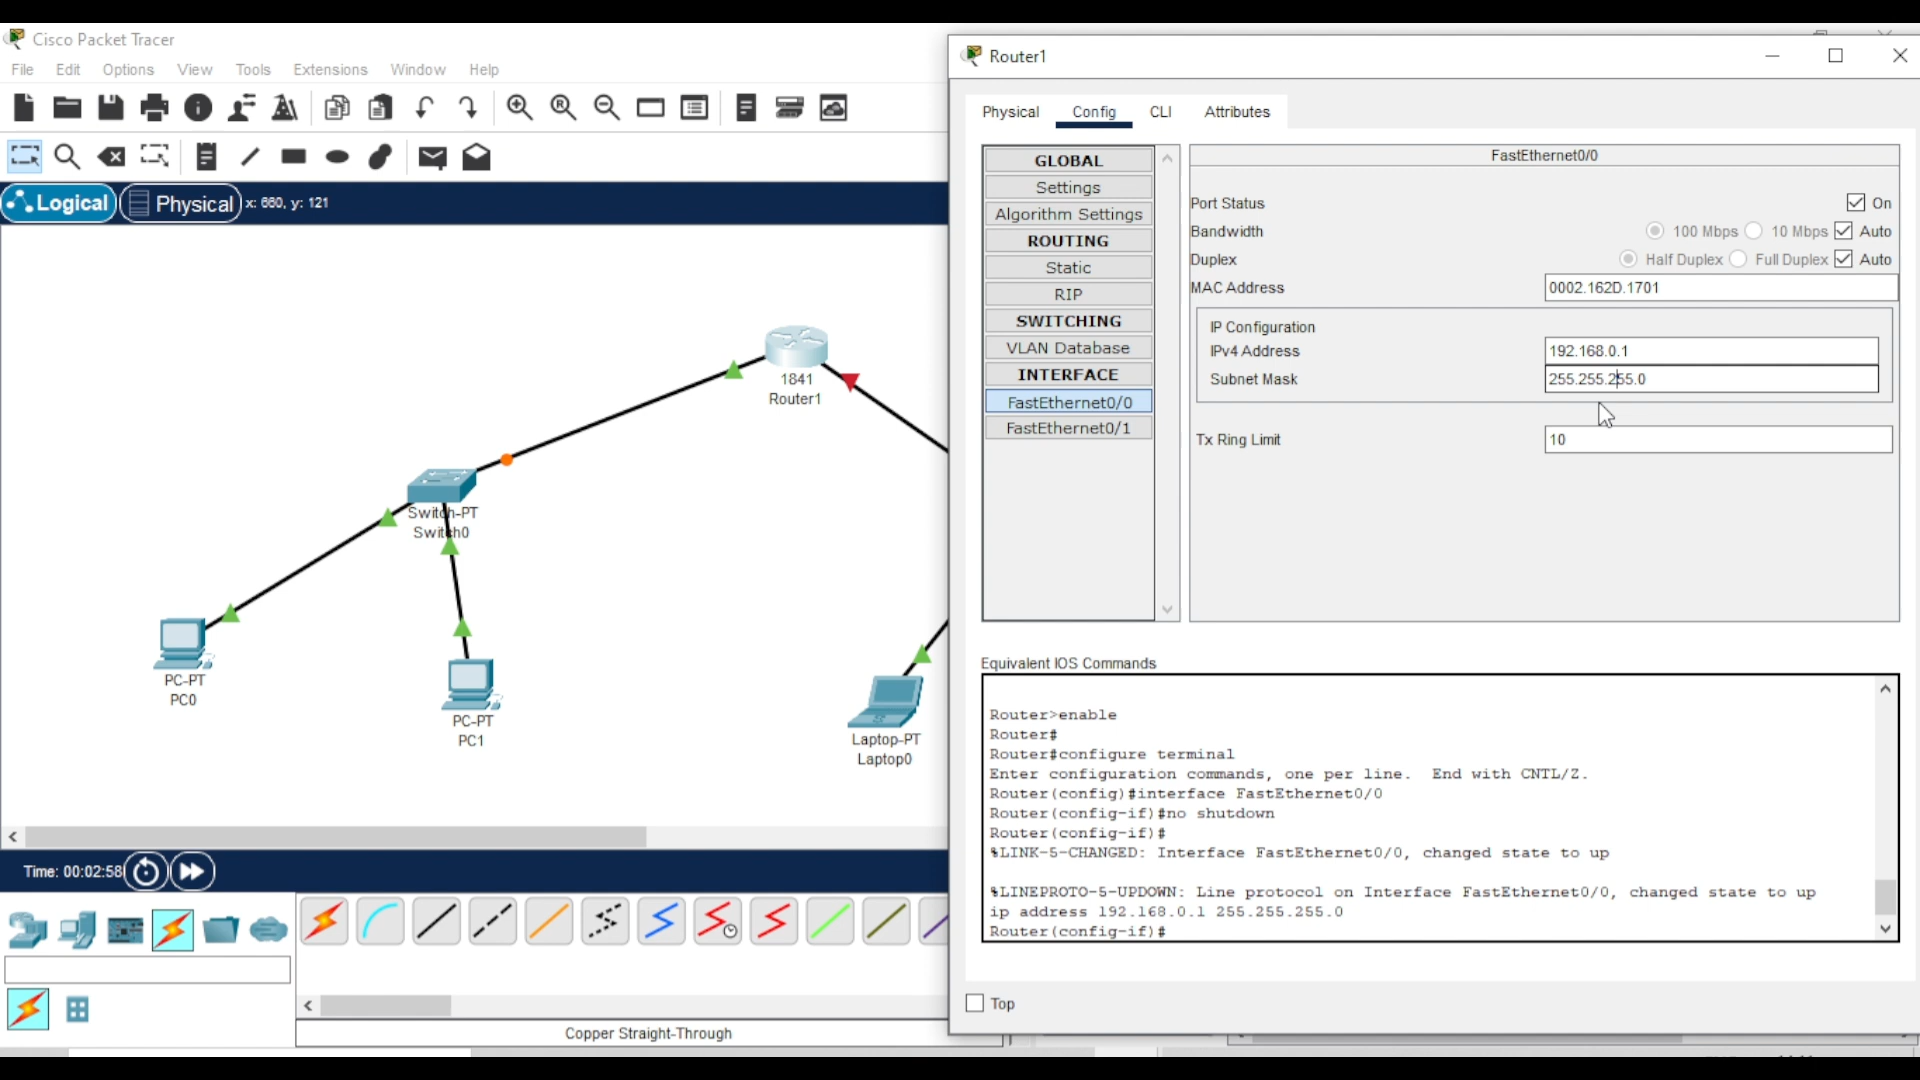 Cisco Packet Tracer
File Edit Options View Tools Extensions Window Help
Logical Physical x: 660, y: 121
1841
Router1
Switch-PT
Switch0
PC-PT
PC0
PC-PT
PC1
Laptop-PT
Laptop0
Time: 00:02:58
Copper Straight-Through
Router1
Physical Config CLI Attributes
GLOBAL
Settings
Algorithm Settings
ROUTING
Static
RIP
SWITCHING
VLAN Database
INTERFACE
FastEthernet0/0
FastEthernet0/1
FastEthernet0/0
Port Status On
Bandwidth 100 Mbps 10 Mbps Auto
Duplex Half Duplex Full Duplex Auto
MAC Address 0002.162D.1701
IP Configuration
IPv4 Address 192.168.0.1
Subnet Mask 255.255.255.0
Tx Ring Limit 10
Equivalent IOS Commands
Router>enable
Router#
Router#configure terminal
Enter configuration commands, one per line. End with CNTL/Z.
Router(config)#interface FastEthernet0/0
Router(config-if)#no shutdown
Router(config-if)#
%LINK-5-CHANGED: Interface FastEthernet0/0, changed state to up
%LINEPROTO-5-UPDOWN: Line protocol on Interface FastEthernet0/0, changed state to up
ip address 192.168.0.1 255.255.255.0
Router(config-if)#
Top